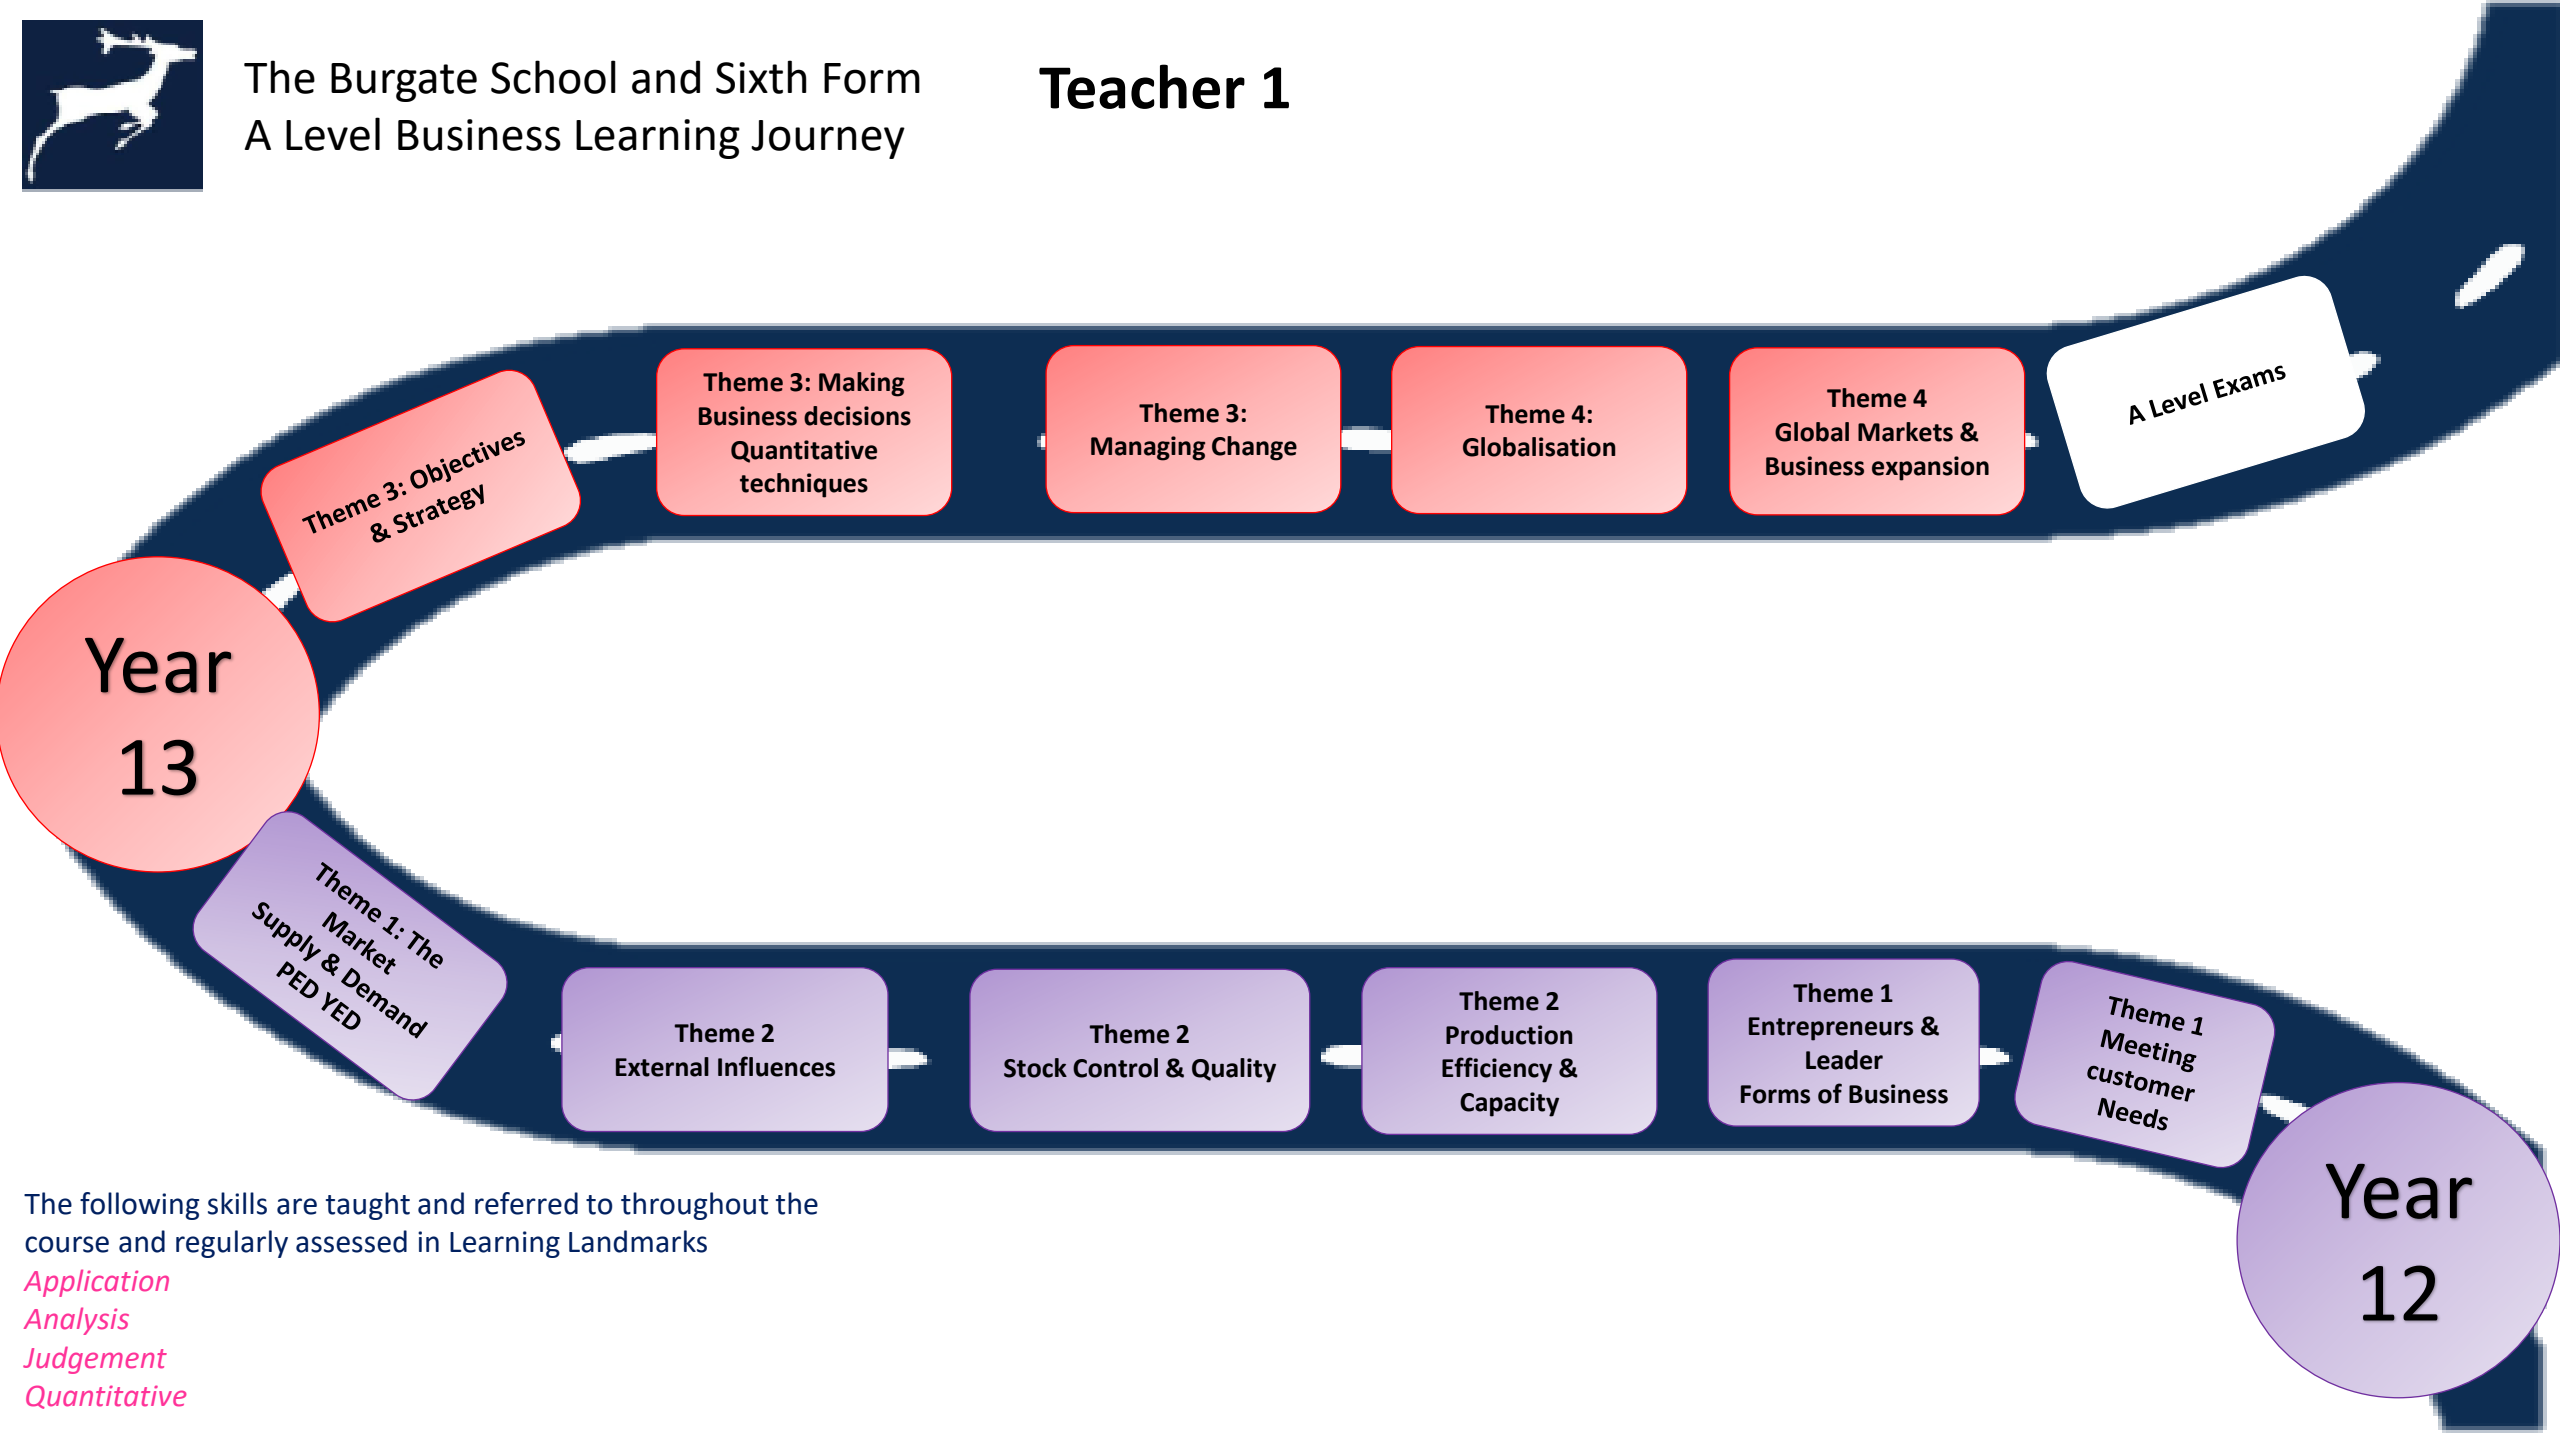 The Burgate School and Sixth Form
A Level Business Learning Journey
Teacher 1
A Level Exams
Theme 3: Objectives
& Strategy
Theme 3: Making
Business decisions
Quantitative
techniques
Theme 3:
Managing Change
Theme 4:
Globalisation
Theme 4
Global Markets &
Business expansion
Year
13
Theme 1: The
Market
Supply & Demand
PED YED
Theme 2
External Influences
Theme 2
Stock Control & Quality
Theme 2
Production
Efficiency &
Capacity
Theme 1
Entrepreneurs &
Leader
Forms of Business
Theme 1
Meeting
customer
Needs
Year
12
The following skills are taught and referred to throughout the
course and regularly assessed in Learning Landmarks
Application
Analysis
Judgement
Quantitative